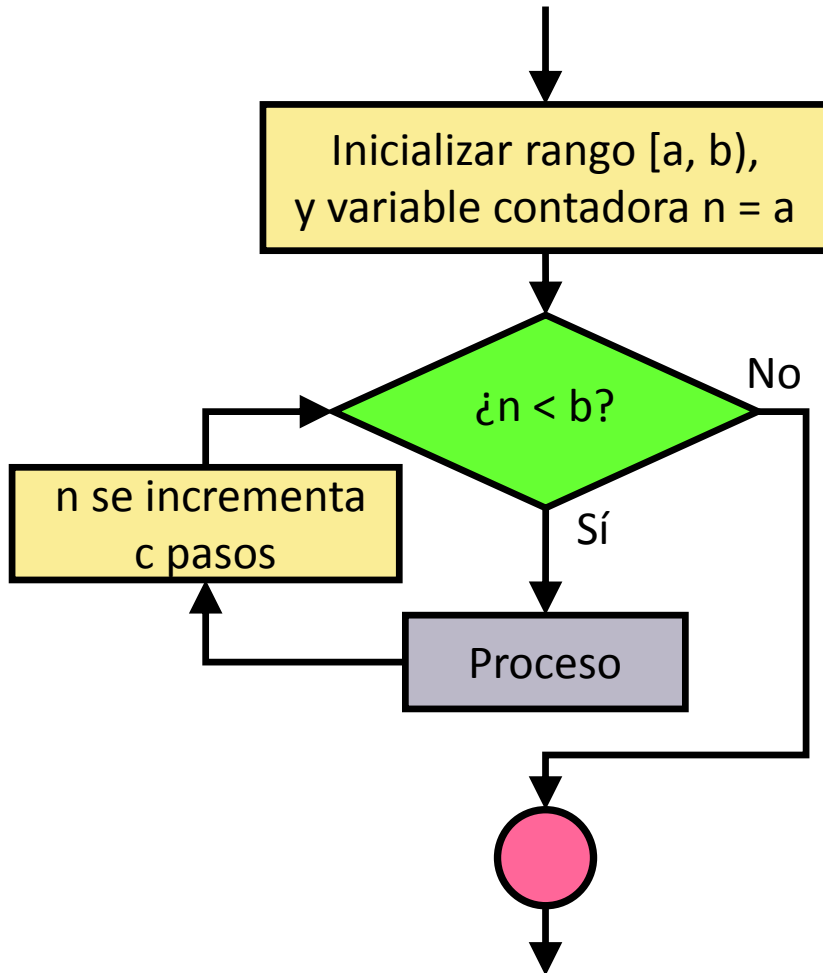 Inicializar rango [a, b),
y variable contadora n = a
¿n < b?
No
Sí
n se incrementa
c pasos
Proceso